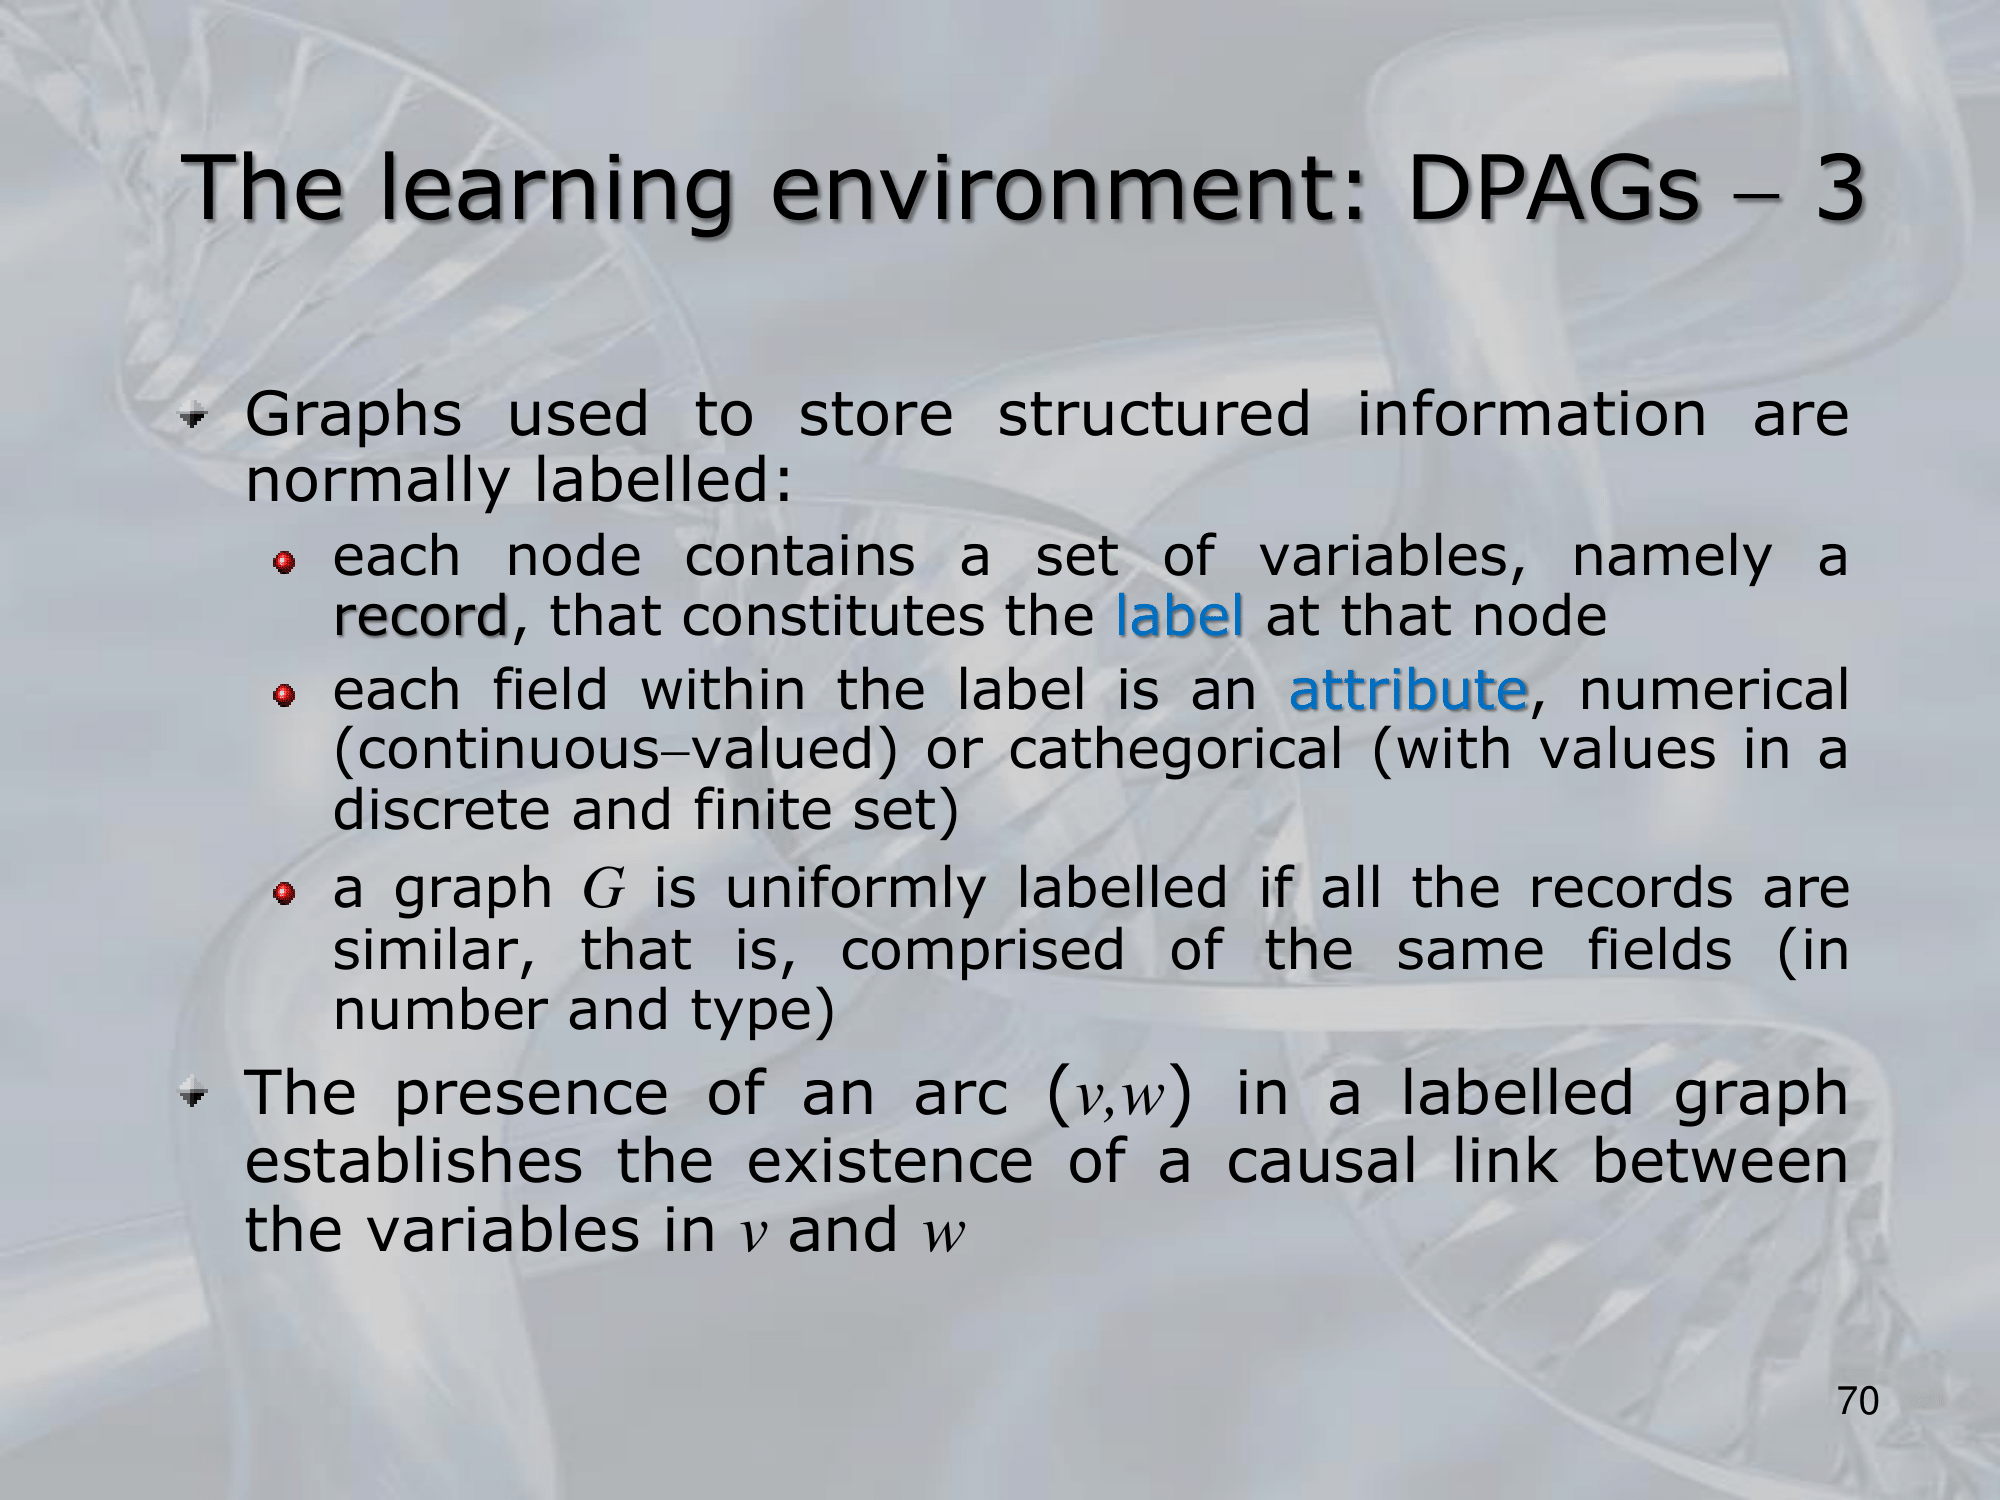 The learning environment: DPAGs – 3
Graphs used to store structured information are
normally labelled:
each node contains a set of variables, namely a
record, that constitutes the label at that node
each field within the label is an attribute, numerical
(continuous–valued) or cathegorical (with values in a
discrete and finite set)
a graph G is uniformly labelled if all the records are
similar, that is, comprised of the same fields (in
number and type)
The presence of an arc (v,w) in a labelled graph
establishes the existence of a causal link between
the variables in v and w
70